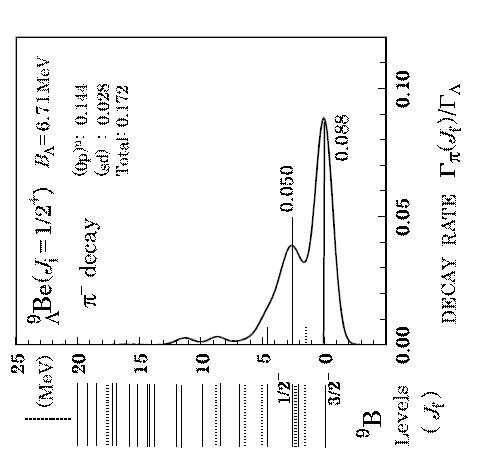 ⁹ΛBe(Jᵢ=1/2⁺) B_Λ=6.71MeV
π⁻ decay
(0p)ⁿ: 0.144
(sd) : 0.028
Total: 0.172
0.050
0.088
25
20
15
10
5
0
(MeV)
1/2⁻
3/2⁻
⁹B
Levels
(J_f)
0.00
0.05
0.10
DECAY RATE Γ_π(J_f)/Γ_Λ